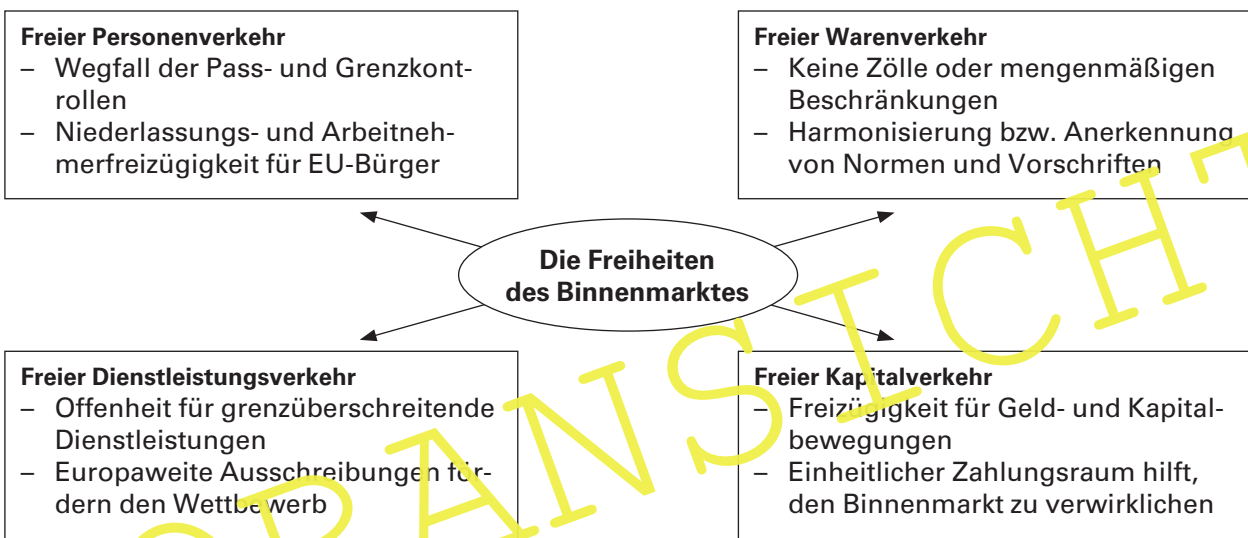 Freier Personenverkehr
– Wegfall der Pass- und Grenzkont-
rollen
– Niederlassungs- und Arbeitneh-
merfreizügigkeit für EU-Bürger
Freier Warenverkehr
– Keine Zölle oder mengenmäßigen
Beschränkungen
– Harmonisierung bzw. Anerkennung
von Normen und Vorschriften
Die Freiheiten
des Binnenmarktes
Freier Dienstleistungsverkehr
– Offenheit für grenzüberschreitende
Dienstleistungen
– Europaweite Ausschreibungen för-
dern den Wettbewerb
Freier Kapitalverkehr
– Freizügigkeit für Geld- und Kapital-
bewegungen
– Einheitlicher Zahlungsraum hilft,
den Binnenmarkt zu verwirklichen